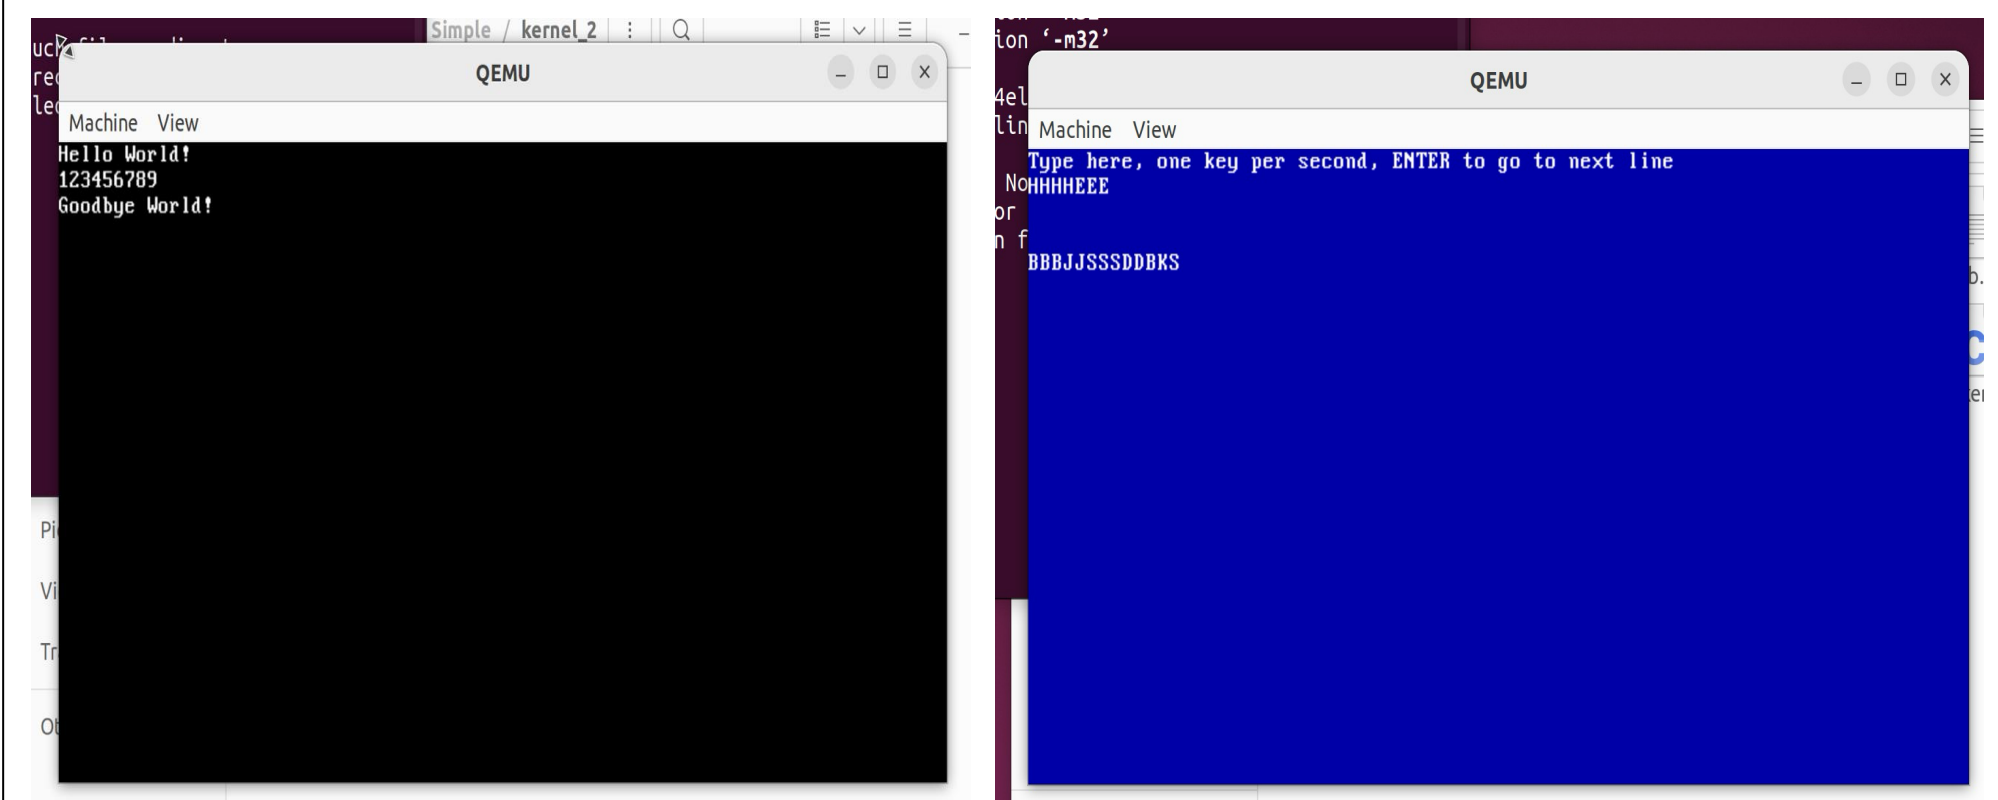 Simple / kernel_2
QEMU
Machine View
Hello World!
123456789
Goodbye World!
ion ‘-m32’
QEMU
Machine View
Type here, one key per second, ENTER to go to next line
HHHHEEE
BBBJJSSSDDBKS